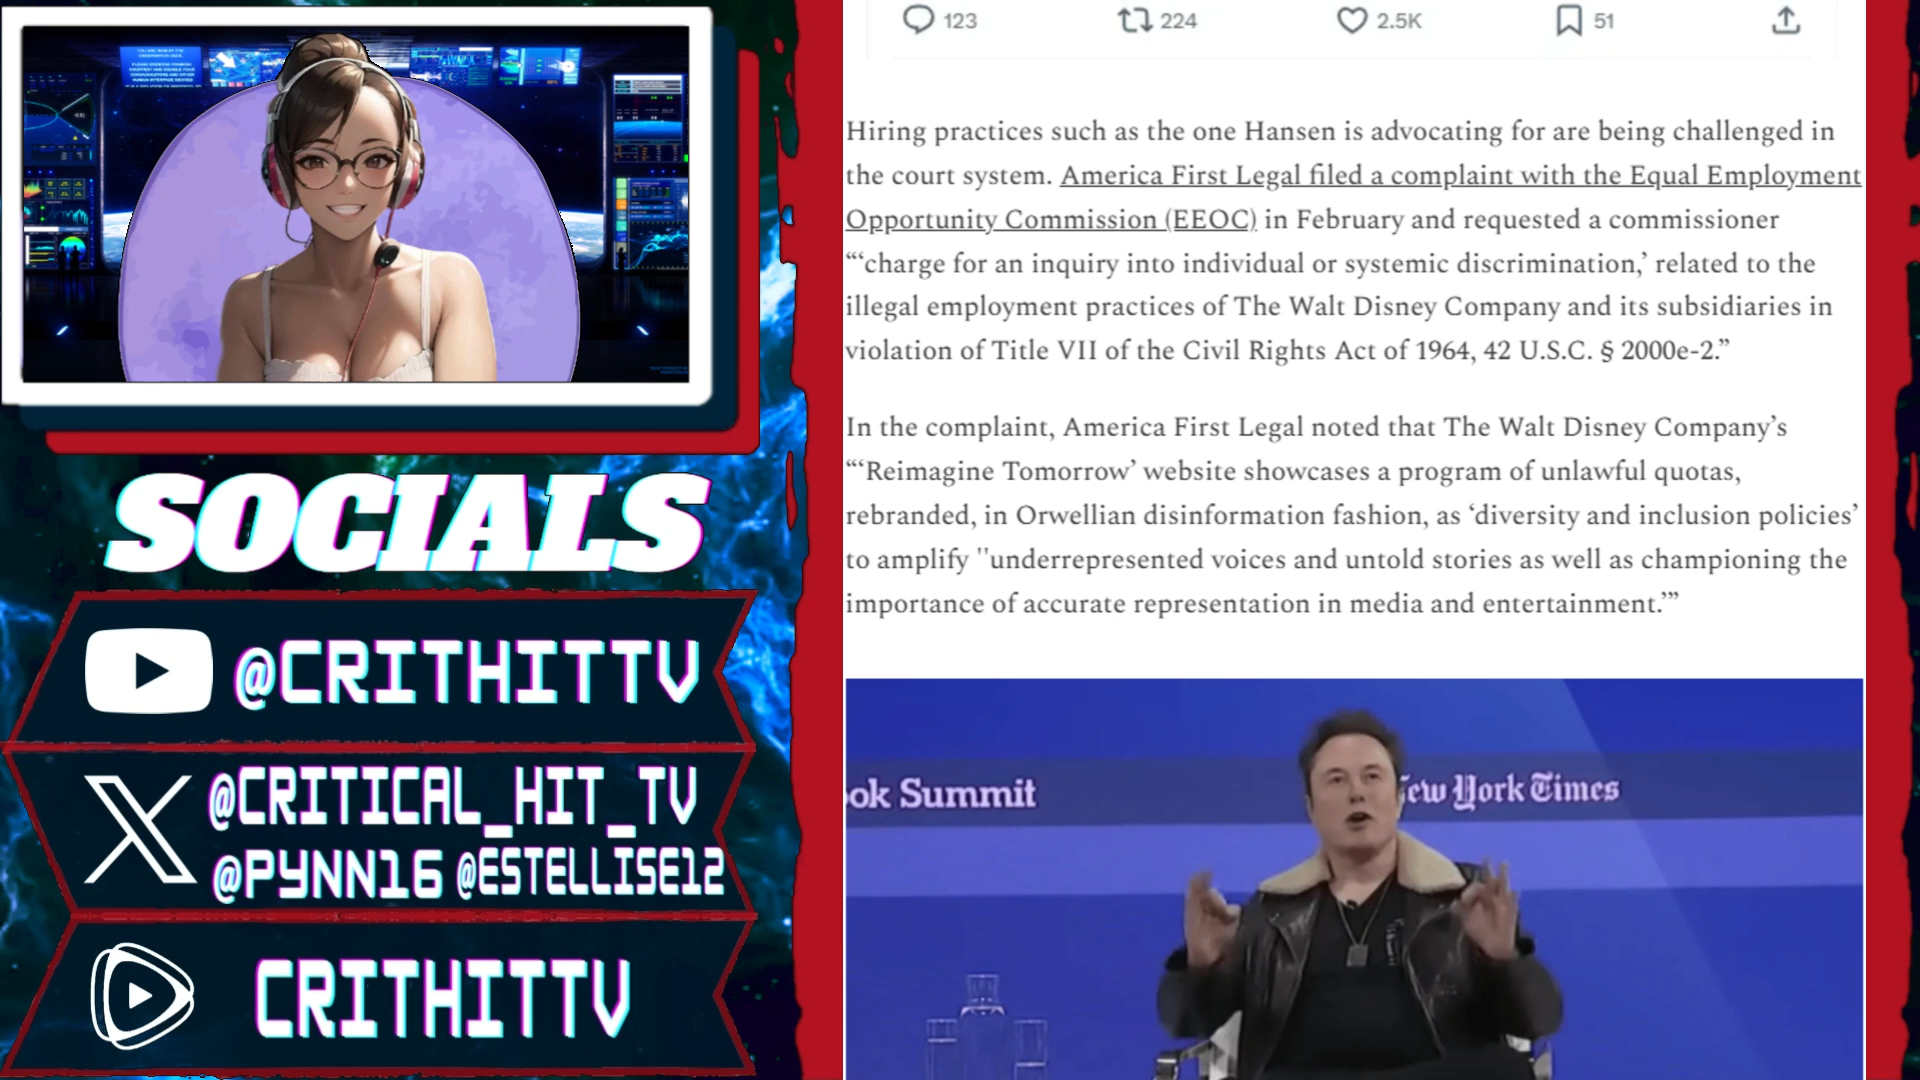 SOCIALS
@CRITHITTV
@CRITICAL_HIT_TV
@PYNN16 @ESTELLISE12
CRITHITTV
123 224 2.5K 51
Hiring practices such as the one Hansen is advocating for are being challenged in
the court system. America First Legal filed a complaint with the Equal Employment
Opportunity Commission (EEOC) in February and requested a commissioner
“‘charge for an inquiry into individual or systemic discrimination,’ related to the
illegal employment practices of The Walt Disney Company and its subsidiaries in
violation of Title VII of the Civil Rights Act of 1964, 42 U.S.C. § 2000e-2.”
In the complaint, America First Legal noted that The Walt Disney Company’s
“‘Reimagine Tomorrow’ website showcases a program of unlawful quotas,
rebranded, in Orwellian disinformation fashion, as ‘diversity and inclusion policies’
to amplify "underrepresented voices and untold stories as well as championing the
importance of accurate representation in media and entertainment.’”
ok Summit
ew York Times